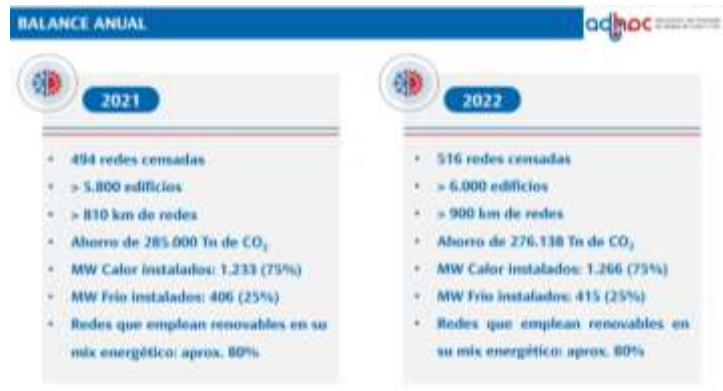 BALANCE ANUAL
adhoc
2021
• 494 redes censadas
• > 5.800 edificios
• > 810 km de redes
• Ahorro de 285.000 Tn de CO₂
• MW Calor instalados: 1.233 (75%)
• MW Frío instalados: 406 (25%)
• Redes que emplean renovables en su
mix energético: aprox. 80%
2022
• 516 redes censadas
• > 6.000 edificios
• > 900 km de redes
• Ahorro de 276.138 Tn de CO₂
• MW Calor instalados: 1.266 (75%)
• MW Frío instalados: 415 (25%)
• Redes que emplean renovables en
su mix energético: aprox. 80%